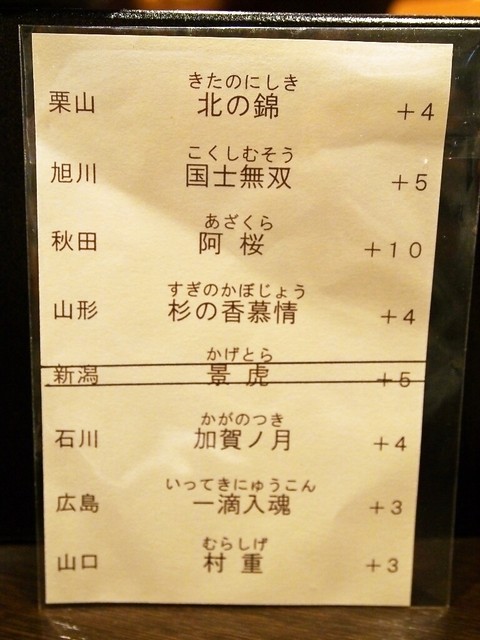 きたのにしき
栗山 北の錦 +4
こくしむそう
旭川 国士無双 +5
あざくら
秋田 阿桜 +10
すぎのかぼじょう
山形 杉の香慕情 +4
かげとら
新潟 景虎 +5
かがのつき
石川 加賀ノ月 +4
いってきにゅうこん
広島 一滴入魂 +3
むらしげ
山口 村重 +3